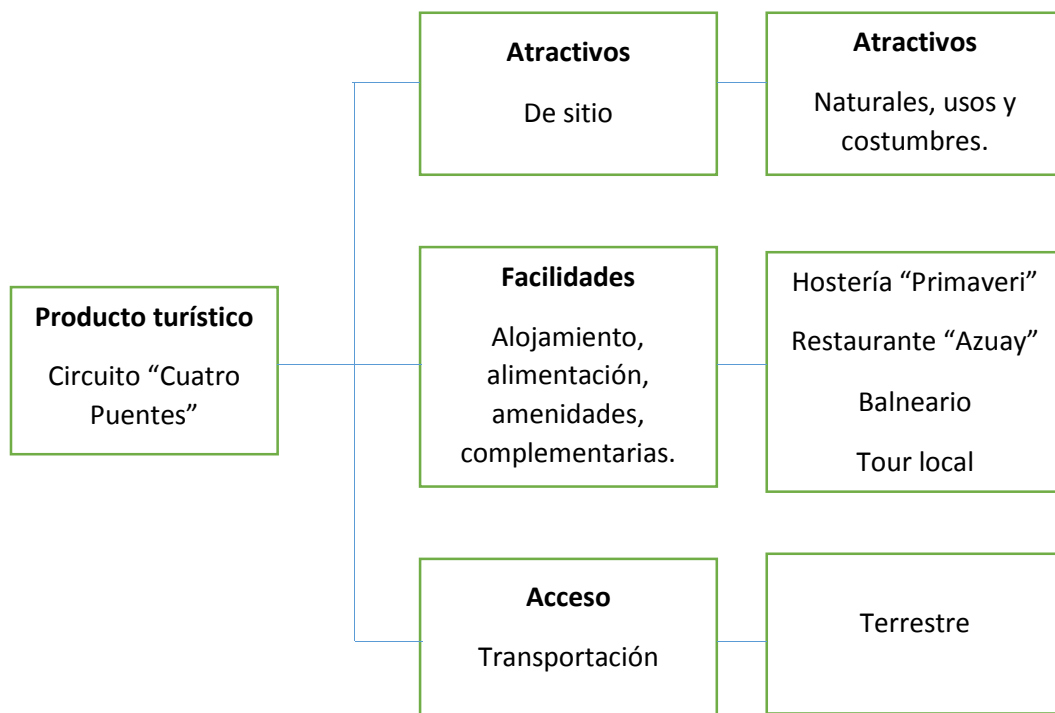 Producto turístico
Circuito “Cuatro
Puentes”
Atractivos
De sitio
Atractivos
Naturales, usos y
costumbres.
Facilidades
Alojamiento,
alimentación,
amenidades,
complementarias.
Hostería “Primaveri”
Restaurante “Azuay”
Balneario
Tour local
Acceso
Transportación
Terrestre